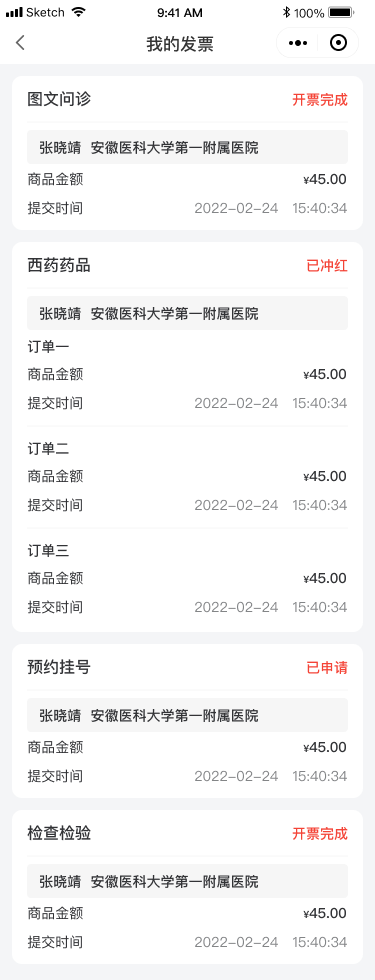 Sketch 9:41 AM 100%
我的发票
图文问诊 开票完成
张晓靖 安徽医科大学第一附属医院
商品金额 ¥45.00
提交时间 2022-02-24 15:40:34
西药药品 已冲红
张晓靖 安徽医科大学第一附属医院
订单一
商品金额 ¥45.00
提交时间 2022-02-24 15:40:34
订单二
商品金额 ¥45.00
提交时间 2022-02-24 15:40:34
订单三
商品金额 ¥45.00
提交时间 2022-02-24 15:40:34
预约挂号 已申请
张晓靖 安徽医科大学第一附属医院
商品金额 ¥45.00
提交时间 2022-02-24 15:40:34
检查检验 开票完成
张晓靖 安徽医科大学第一附属医院
商品金额 ¥45.00
提交时间 2022-02-24 15:40:34